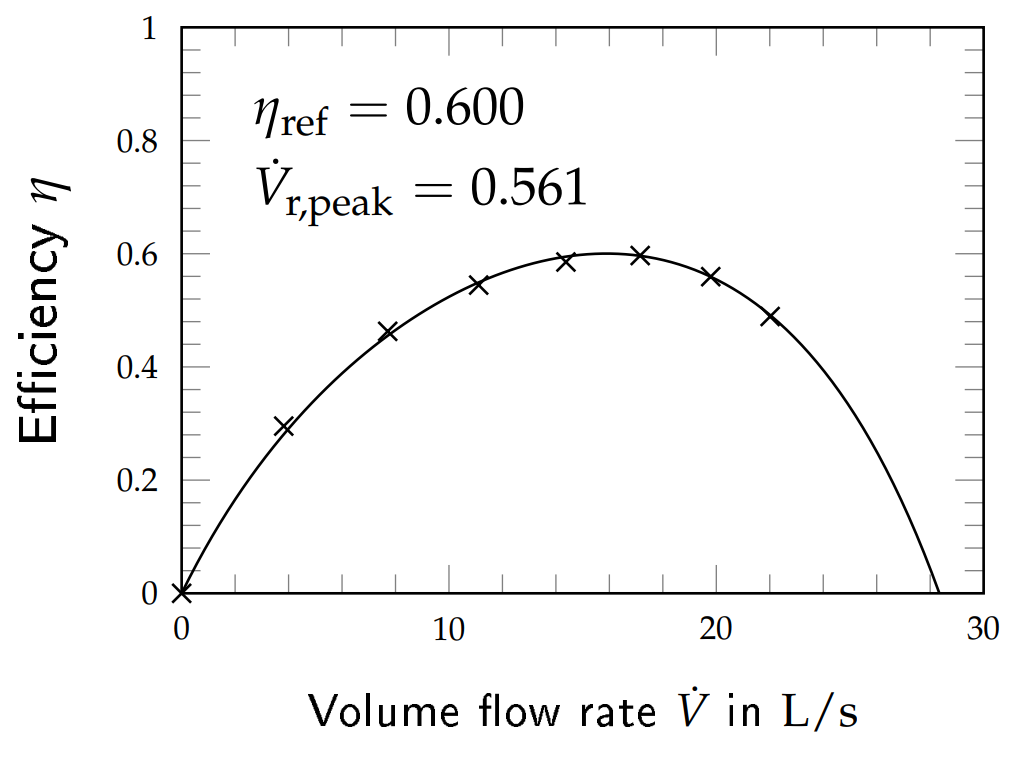 η_ref = 0.600
V̇_r,peak = 0.561
Efficiency η
1
0.8
0.6
0.4
0.2
0
0 10 20 30
Volume flow rate V̇ in L/s